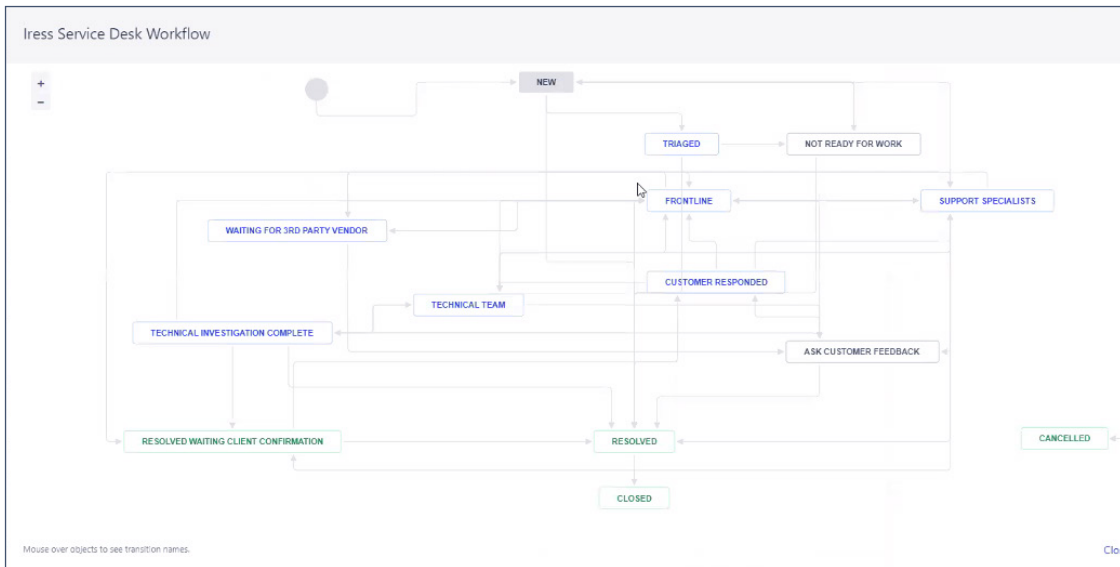 Iress Service Desk Workflow
+
−
NEW
TRIAGED
NOT READY FOR WORK
FRONTLINE
SUPPORT SPECIALISTS
WAITING FOR 3RD PARTY VENDOR
CUSTOMER RESPONDED
TECHNICAL TEAM
TECHNICAL INVESTIGATION COMPLETE
ASK CUSTOMER FEEDBACK
RESOLVED WAITING CLIENT CONFIRMATION
RESOLVED
CANCELLED
CLOSED
Mouse over objects to see transition names.
Clo